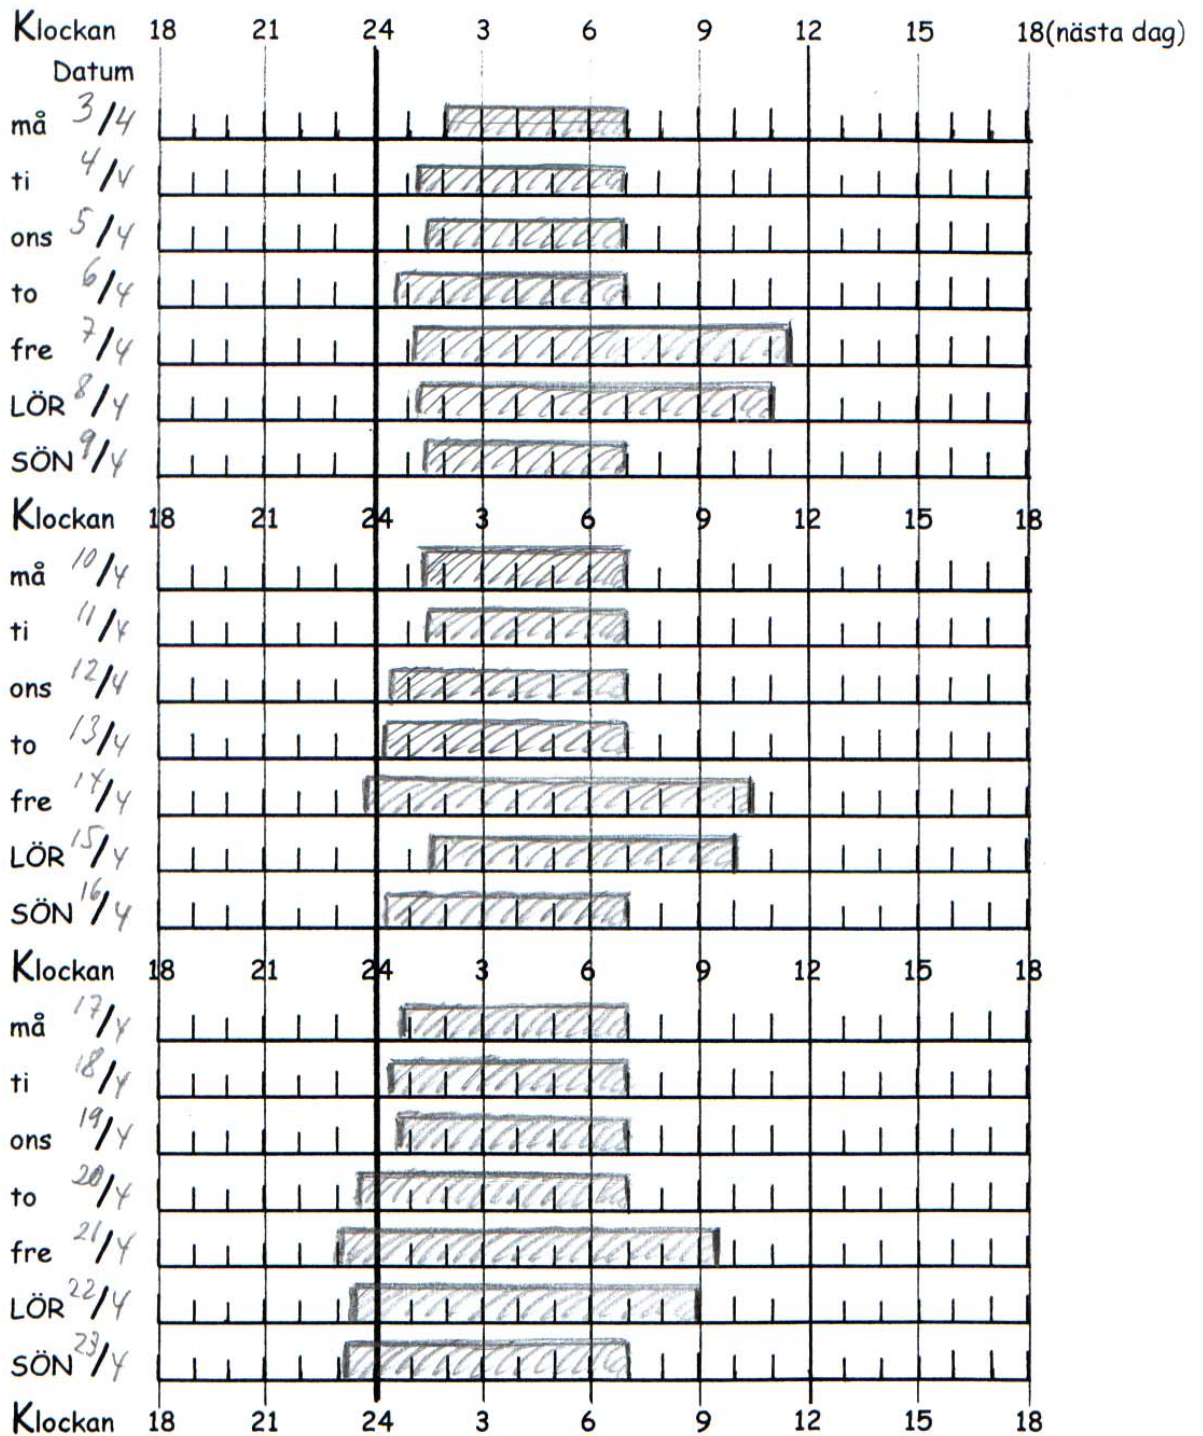 Klockan 18 21 24 3 6 9 12 15 18(nästa dag)
Datum
må 3/4
ti 4/4
ons 5/4
to 6/4
fre 7/4
LÖR 8/4
SÖN 9/4
Klockan 18 21 24 3 6 9 12 15 18
må 10/4
ti 11/4
ons 12/4
to 13/4
fre 14/4
LÖR 15/4
SÖN 16/4
Klockan 18 21 24 3 6 9 12 15 18
må 17/4
ti 18/4
ons 19/4
to 20/4
fre 21/4
LÖR 22/4
SÖN 23/4
Klockan 18 21 24 3 6 9 12 15 18